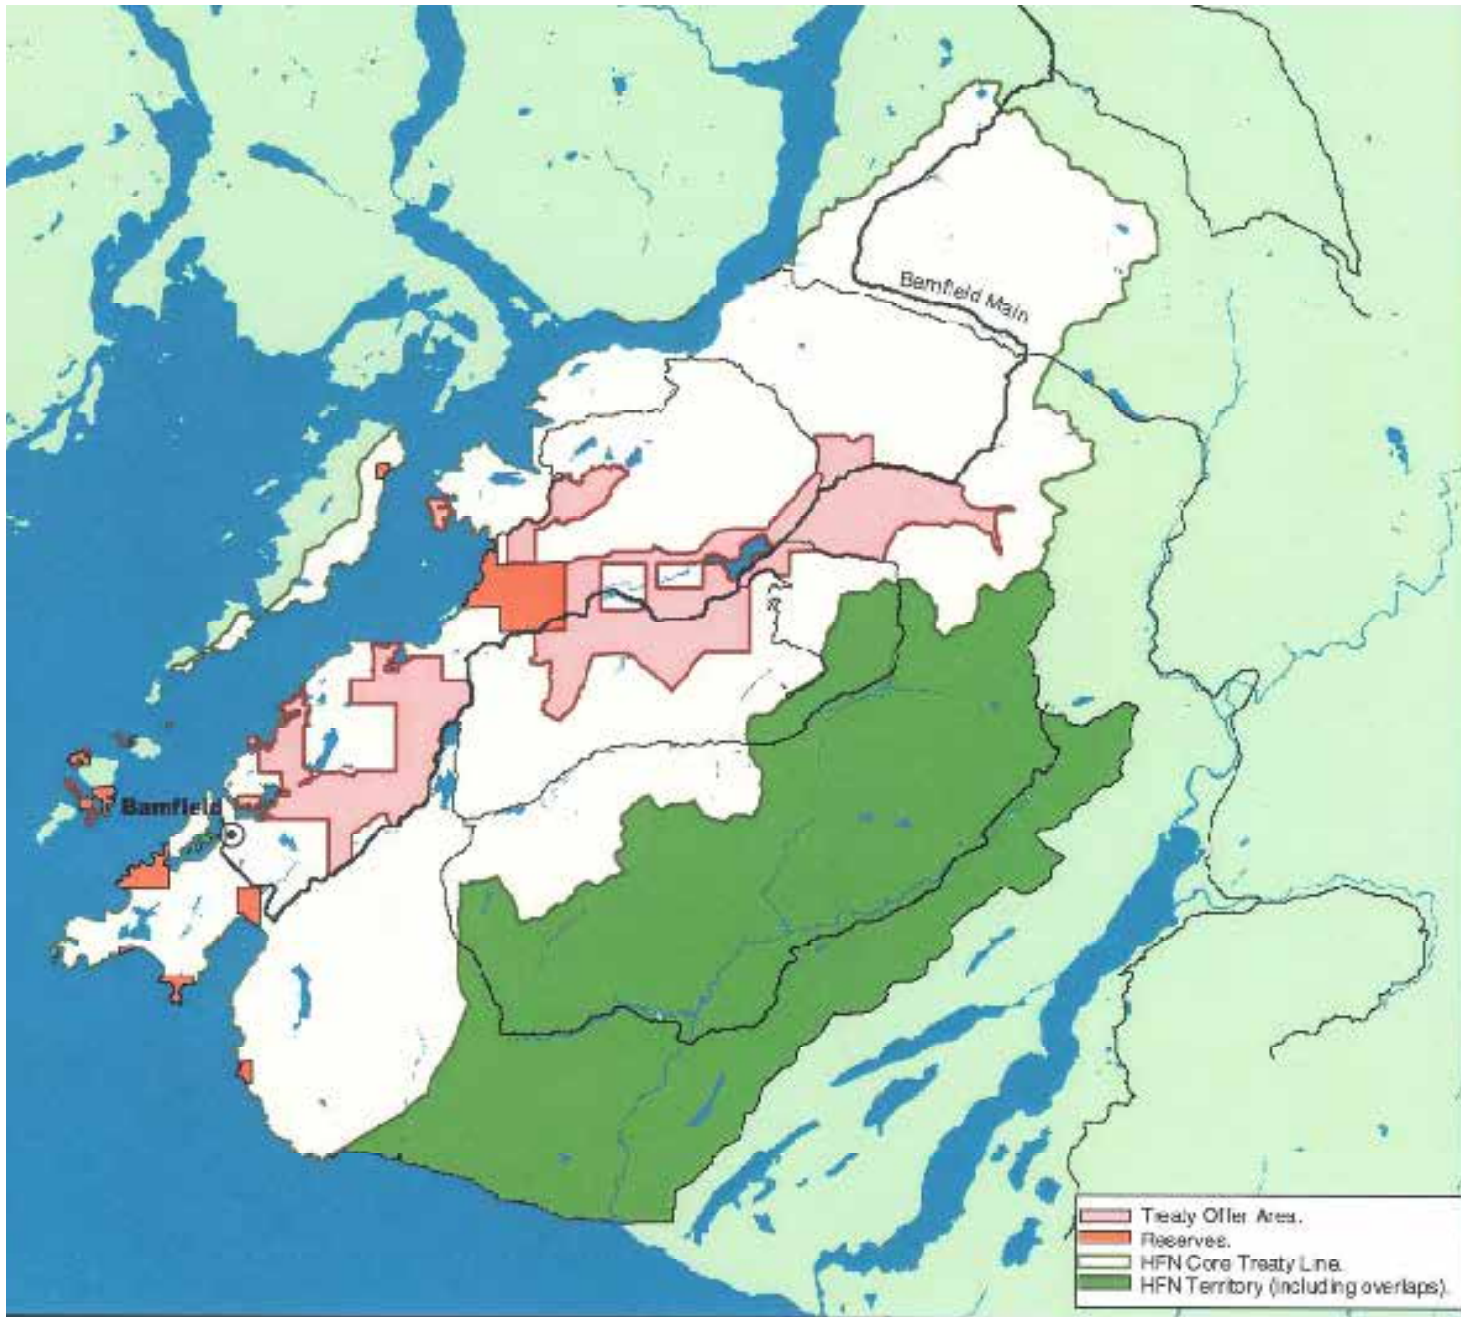 Bamfield Main
Bamfield
Treaty Offer Area.
Reserves.
HFN Core Treaty Line.
HFN Territory (including overlaps).